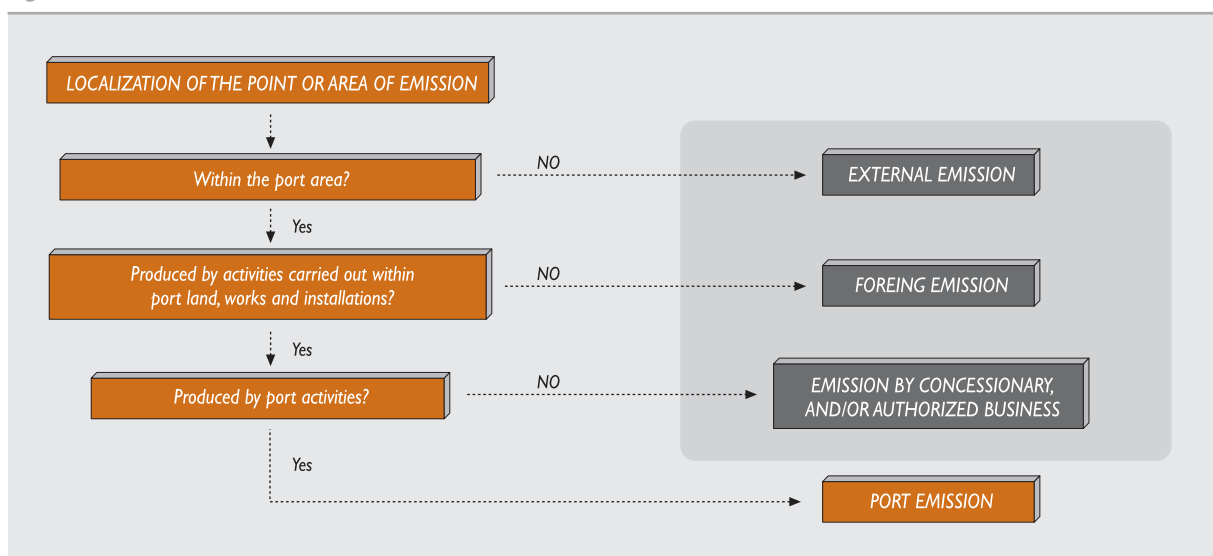 LOCALIZATION OF THE POINT OR AREA OF EMISSION
Within the port area?
NO
EXTERNAL EMISSION
Yes
Produced by activities carried out within
port land, works and installations?
NO
FOREING EMISSION
Yes
Produced by port activities?
NO
EMISSION BY CONCESSIONARY,
AND/OR AUTHORIZED BUSINESS
Yes
PORT EMISSION